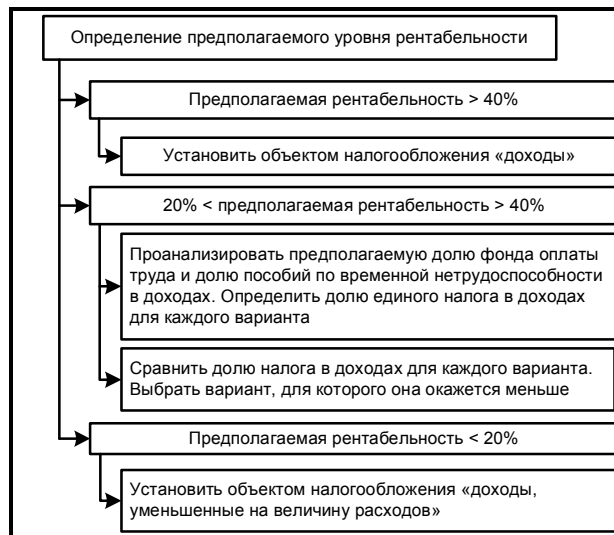 Определение предполагаемого уровня рентабельности
Предполагаемая рентабельность > 40%
Установить объектом налогообложения «доходы»
20% < предполагаемая рентабельность > 40%
Проанализировать предполагаемую долю фонда оплаты
труда и долю пособий по временной нетрудоспособности
в доходах. Определить долю единого налога в доходах
для каждого варианта
Сравнить долю налога в доходах для каждого варианта.
Выбрать вариант, для которого она окажется меньше
Предполагаемая рентабельность < 20%
Установить объектом налогообложения «доходы,
уменьшенные на величину расходов»